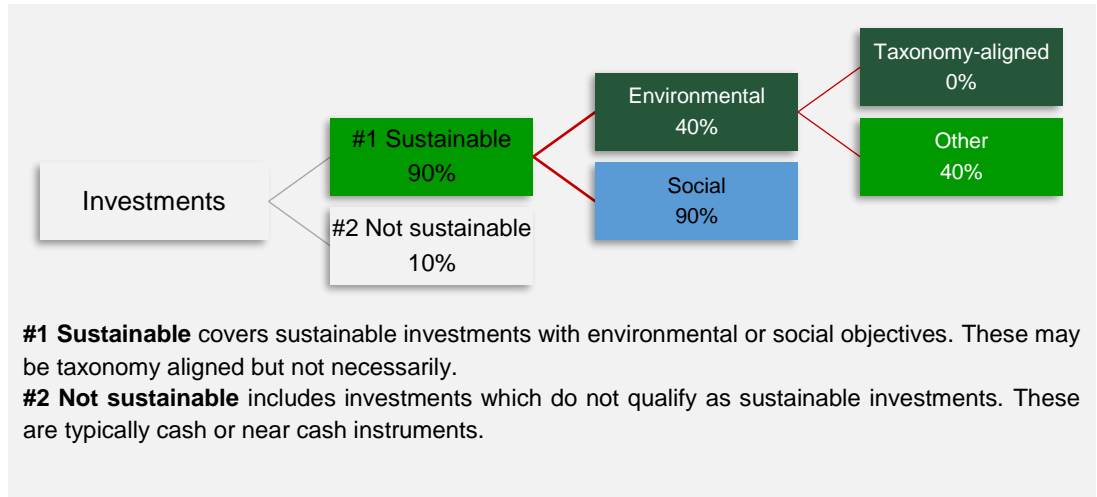 Investments
#1 Sustainable
90%
#2 Not sustainable
10%
Environmental
40%
Social
90%
Taxonomy-aligned
0%
Other
40%
#1 Sustainable covers sustainable investments with environmental or social objectives. These may
be taxonomy aligned but not necessarily.
#2 Not sustainable includes investments which do not qualify as sustainable investments. These
are typically cash or near cash instruments.